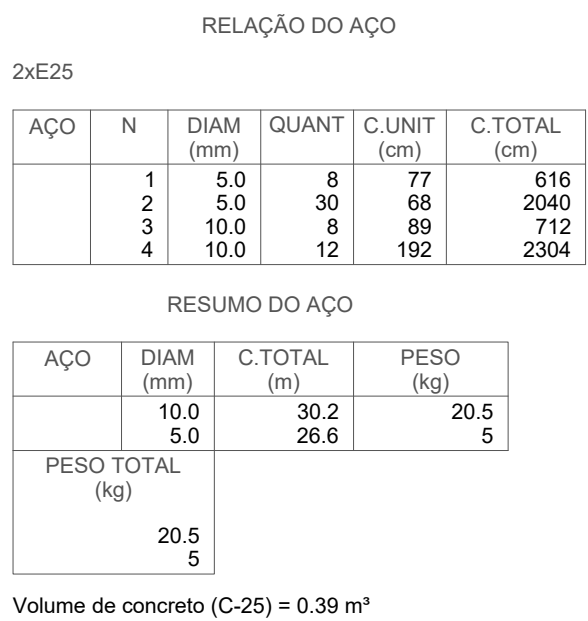 RELAÇÃO DO AÇO
2xE25
AÇO N DIAM QUANT C.UNIT C.TOTAL
(mm) (cm) (cm)
1 5.0 8 77 616
2 5.0 30 68 2040
3 10.0 8 89 712
4 10.0 12 192 2304
RESUMO DO AÇO
AÇO DIAM C.TOTAL PESO
(mm) (m) (kg)
10.0 30.2 20.5
5.0 26.6 5
PESO TOTAL
(kg)
20.5
5
Volume de concreto (C-25) = 0.39 m³